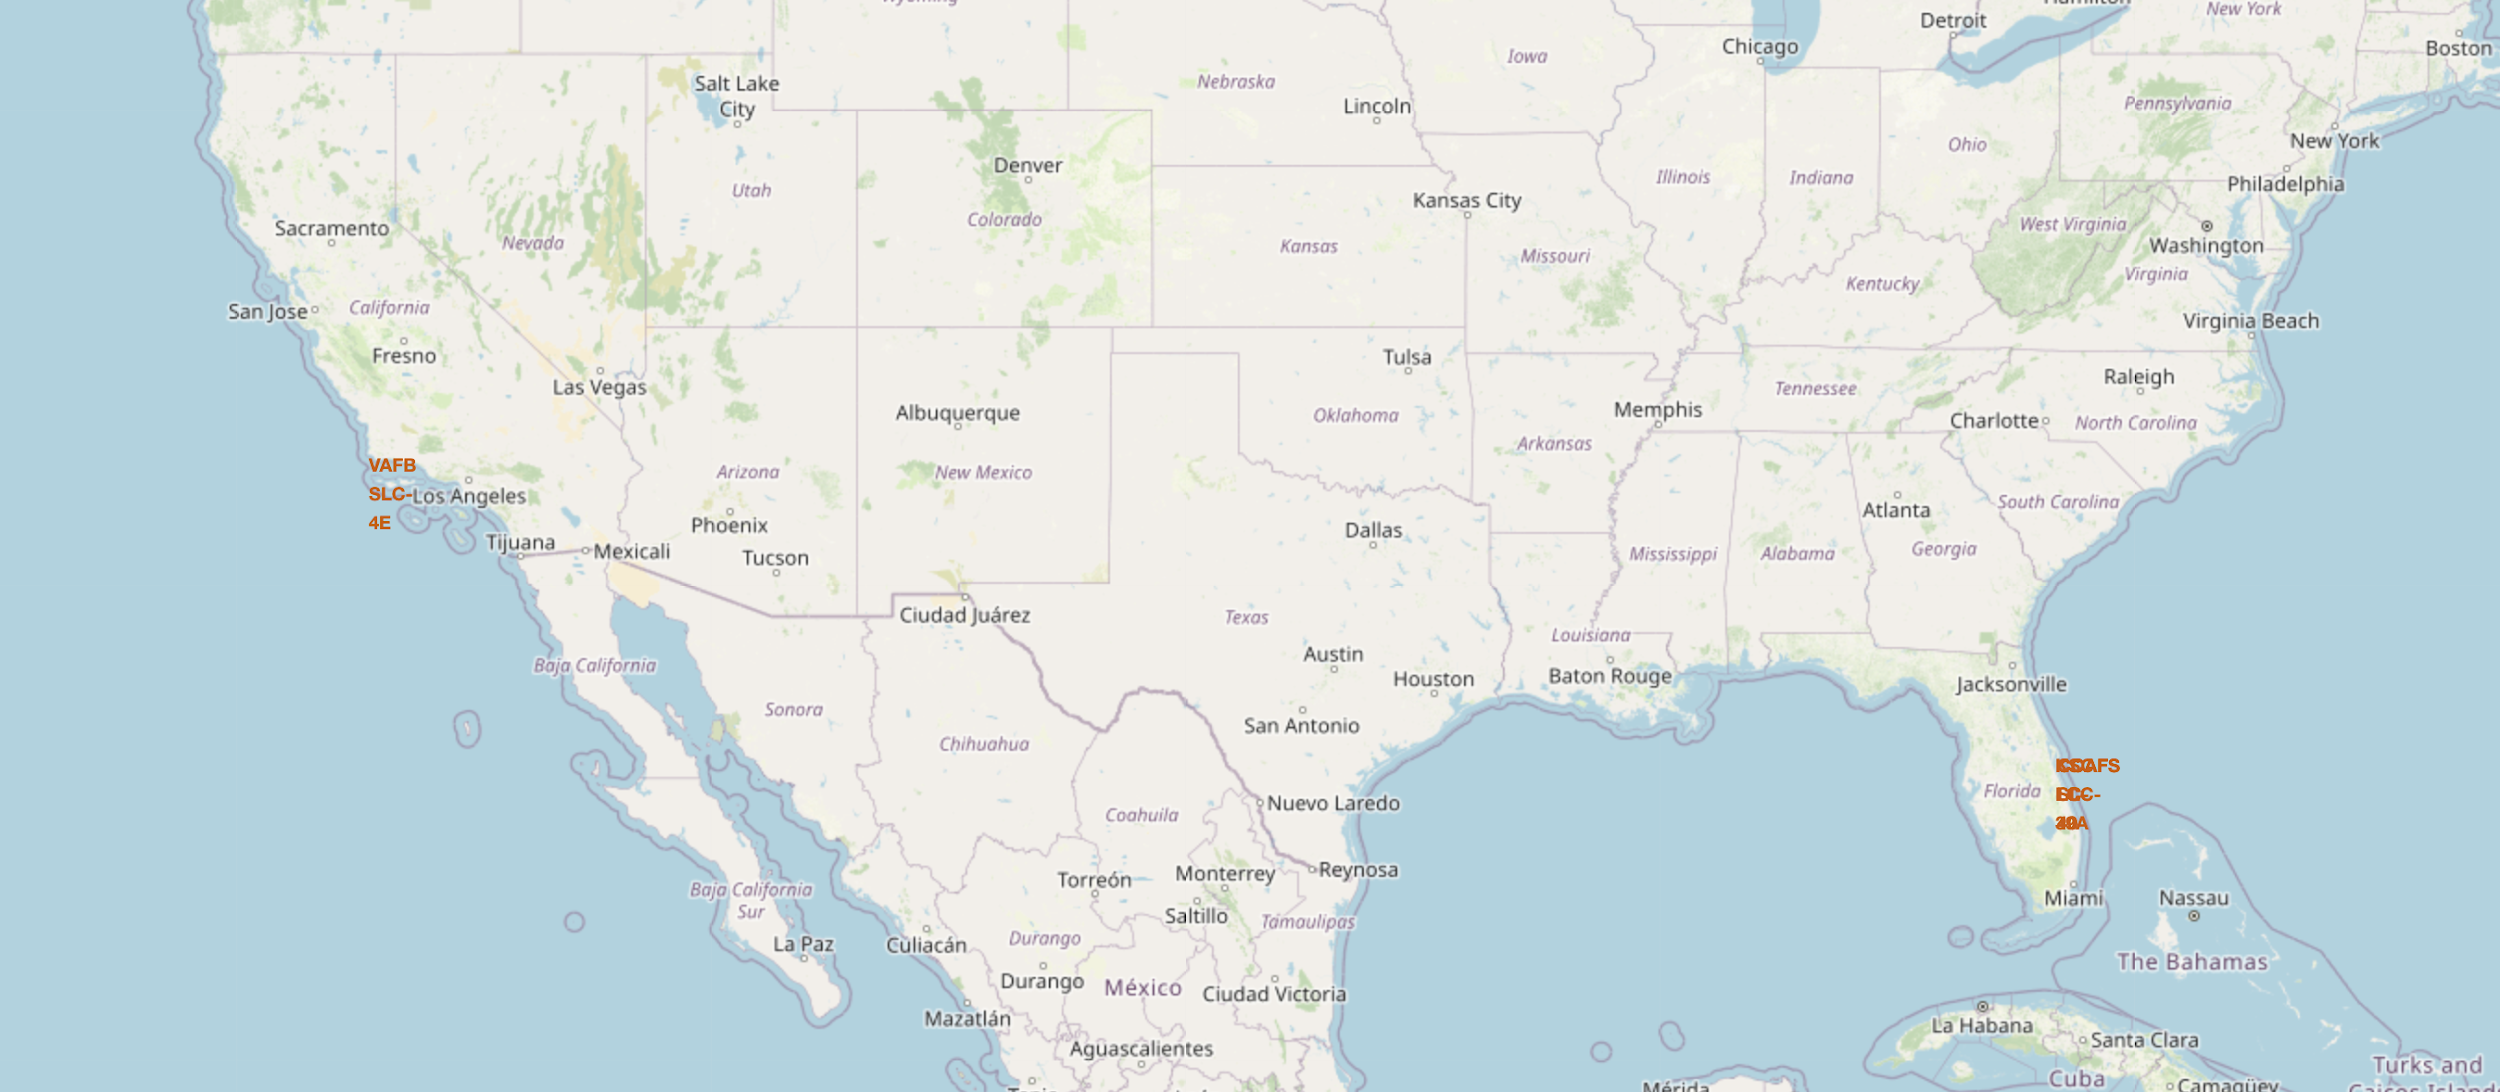 Wyoming
Hamilton
New York
Detroit
Chicago
Boston
Iowa
Nebraska
Salt Lake
City
Lincoln
Pennsylvania
New York
Ohio
Denver
Utah
Colorado
Illinois
Indiana
Philadelphia
Kansas City
Sacramento
Nevada
Kansas
Missouri
West Virginia
Washington
Virginia
Kentucky
San Jose
California
Virginia Beach
Fresno
Las Vegas
Tulsa
Raleigh
Tennessee
Albuquerque
Oklahoma
Memphis
Charlotte
North Carolina
Arkansas
VAFB
SLC-
4E
Los Angeles
Arizona
New Mexico
Phoenix
Atlanta
South Carolina
Dallas
Tijuana
Mexicali
Tucson
Mississippi
Alabama
Georgia
Ciudad Juárez
Texas
Louisiana
Austin
Baja California
Houston
Baton Rouge
Jacksonville
Sonora
San Antonio
Chihuahua
Florida
Nuevo Laredo
Coahuila
Monterrey
Reynosa
Torreón
Baja California
Sur
Miami
Nassau
Saltillo
Tamaulipas
La Paz
Culiacán
Durango
The Bahamas
Durango
México
Ciudad Victoria
Mazatlán
La Habana
Santa Clara
Aguascalientes
Turks and
Cuba
Camagüey
Mérida